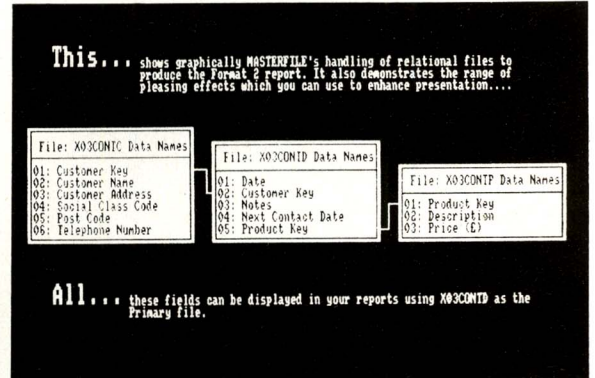 This... shows graphically MASTERFILE's handling of relational files to
produce the Format 2 report. It also demonstrates the range of
pleasing effects which you can use to enhance presentation....
File: X03CONTC Data Names
01: Customer Key
02: Customer Name
03: Customer Address
04: Social Class Code
05: Post Code
06: Telephone Number
File: X03CONTD Data Names
01: Date
02: Customer Key
03: Notes
04: Next Contact Date
05: Product Key
File: X03CONTP Data Names
01: Product Key
02: Description
03: Price (£)
All... these fields can be displayed in your reports using X03CONTD as the
Primary file.